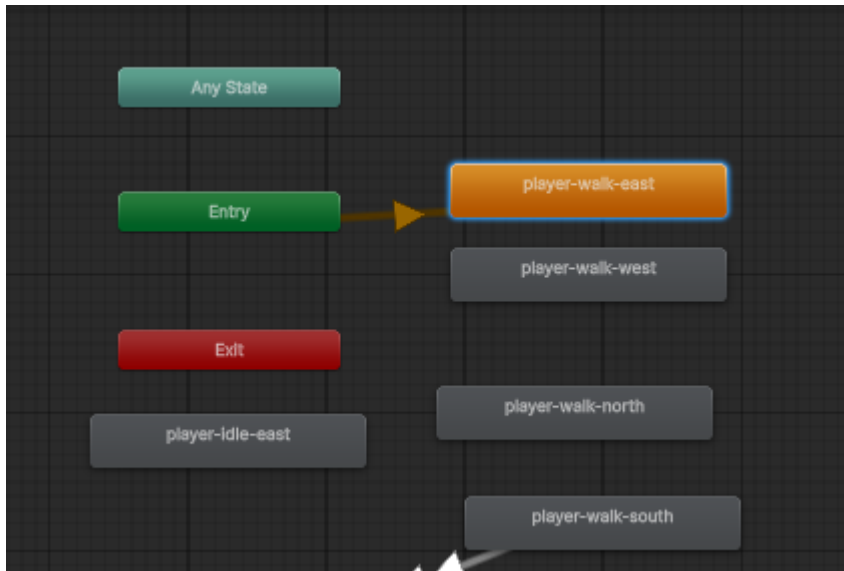 Any State
player-walk-east
Entry
player-walk-west
Exit
player-walk-north
player-idle-east
player-walk-south